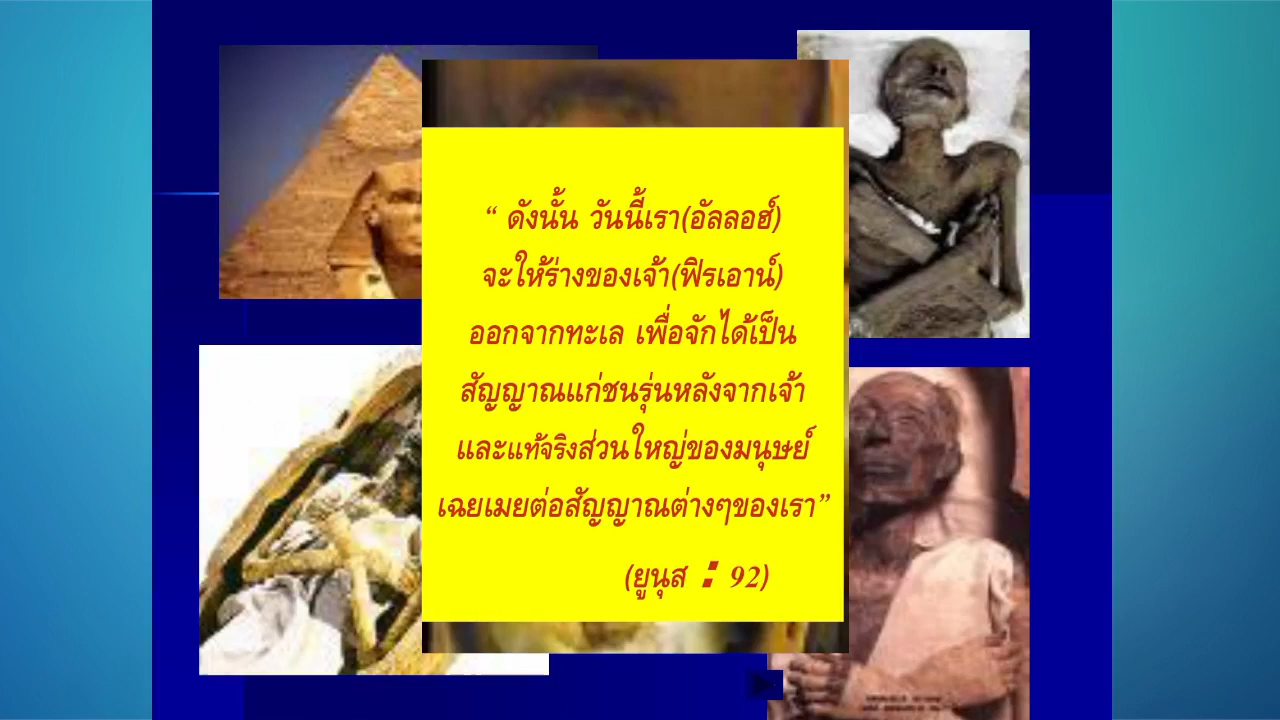 “ ดังนั้น วันนี้เรา(อัลลอฮ์)
จะให้ร่างของเจ้า(ฟิรเอาน์)
ออกจากทะเล เพื่อจักได้เป็น
สัญญาณแก่ชนรุ่นหลังจากเจ้า
และแท้จริงส่วนใหญ่ของมนุษย์
เฉยเมยต่อสัญญาณต่างๆของเรา”
(ยูนุส : 92)